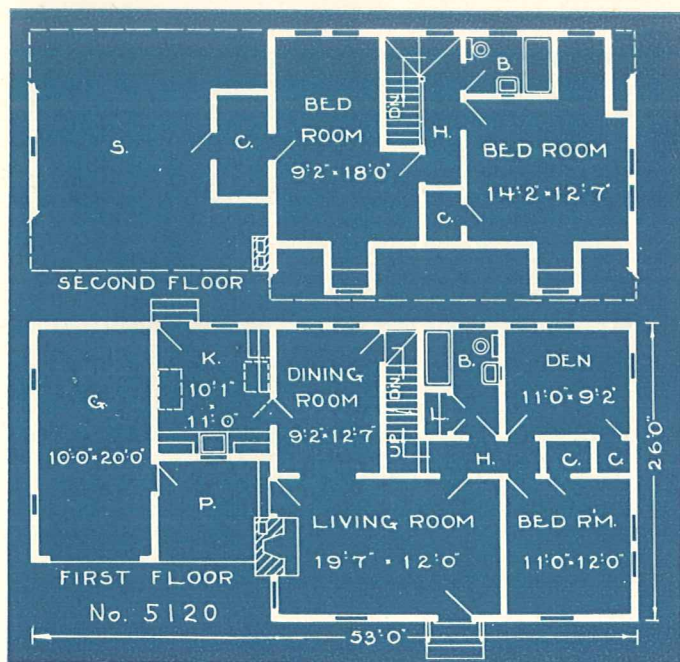 BED
ROOM
9'2" × 18'0"
DN
H.
B.
BED ROOM
14'2" × 12'7"
S.
C.
C.
SECOND FLOOR
K.
10'1"
×
11'0"
DINING
ROOM
9'2" × 12'7"
DN
UP
B.
L.
DEN
11'0" × 9'2"
G.
10'0" × 20'0"
P.
H.
C.
C.
LIVING ROOM
19'7" × 12'0"
BED R'M.
11'0" × 12'0"
26'0"
FIRST FLOOR
No. 5120
53'0"